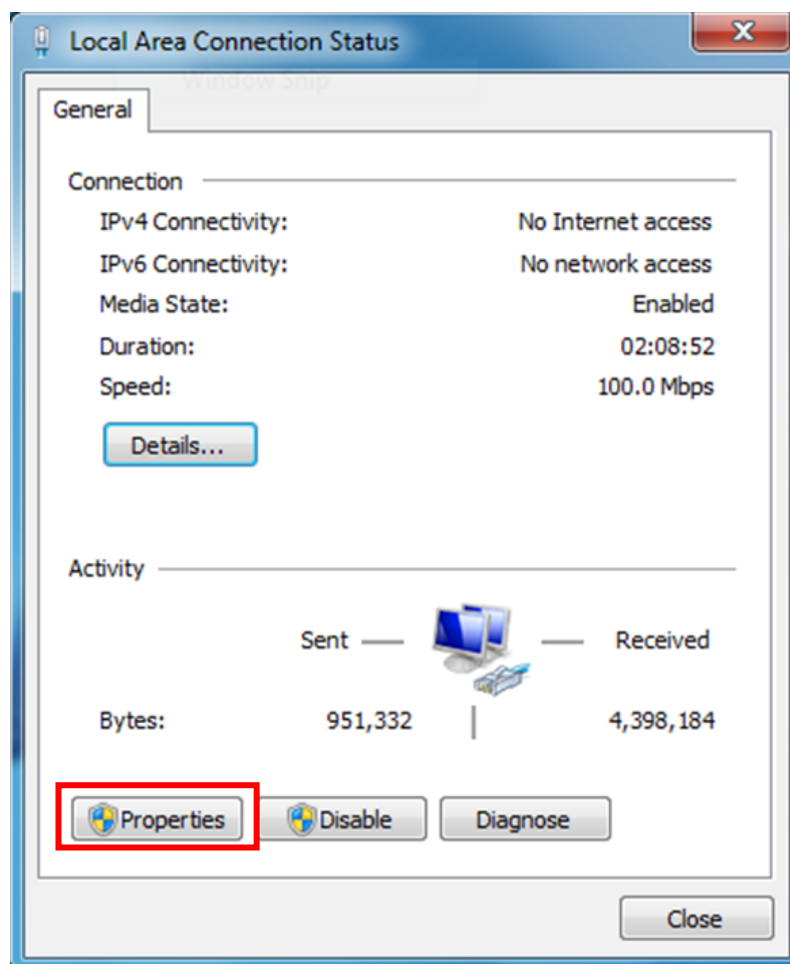 Local Area Connection Status
Window Snip
General
Connection
IPv4 Connectivity: No Internet access
IPv6 Connectivity: No network access
Media State: Enabled
Duration: 02:08:52
Speed: 100.0 Mbps
Details...
Activity
Sent Received
Bytes: 951,332 4,398,184
Properties Disable Diagnose
Close